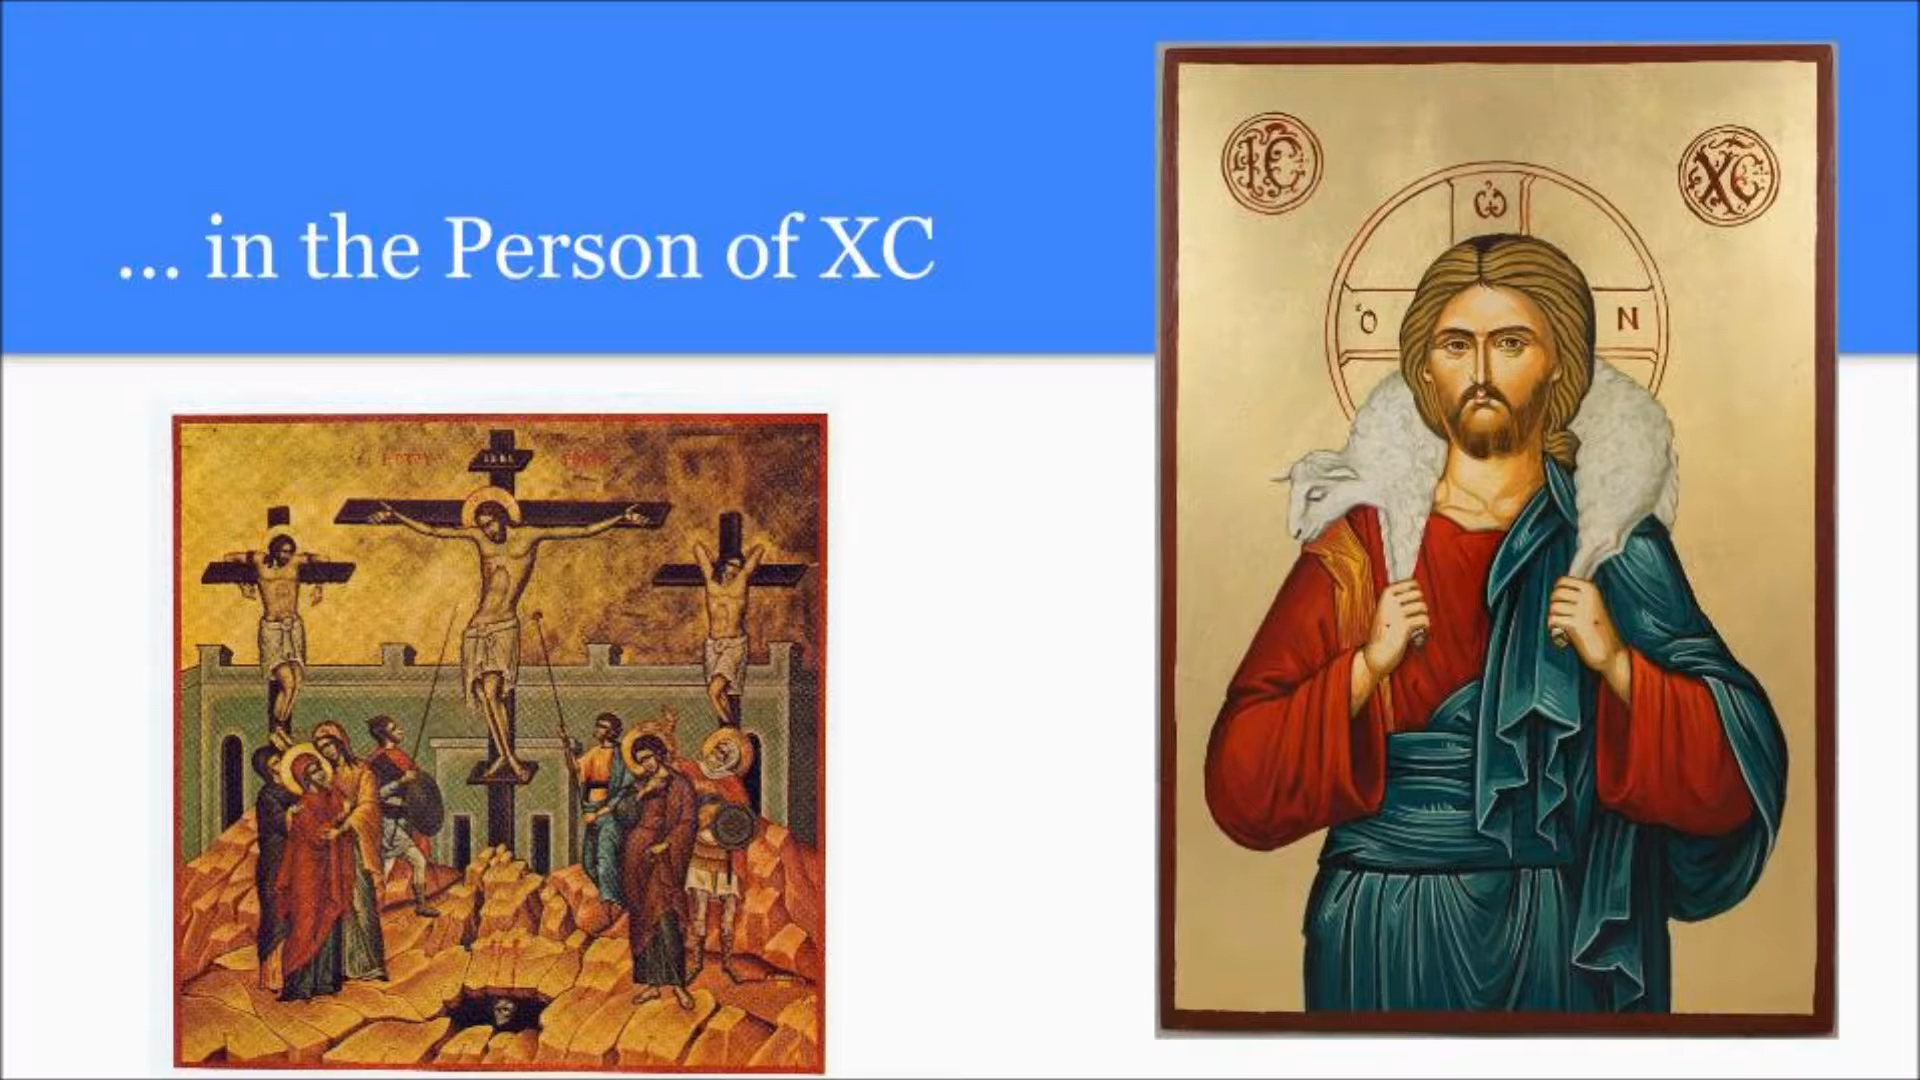 ... in the Person of XC
IC
XC
ὁ
ὢ
Ν